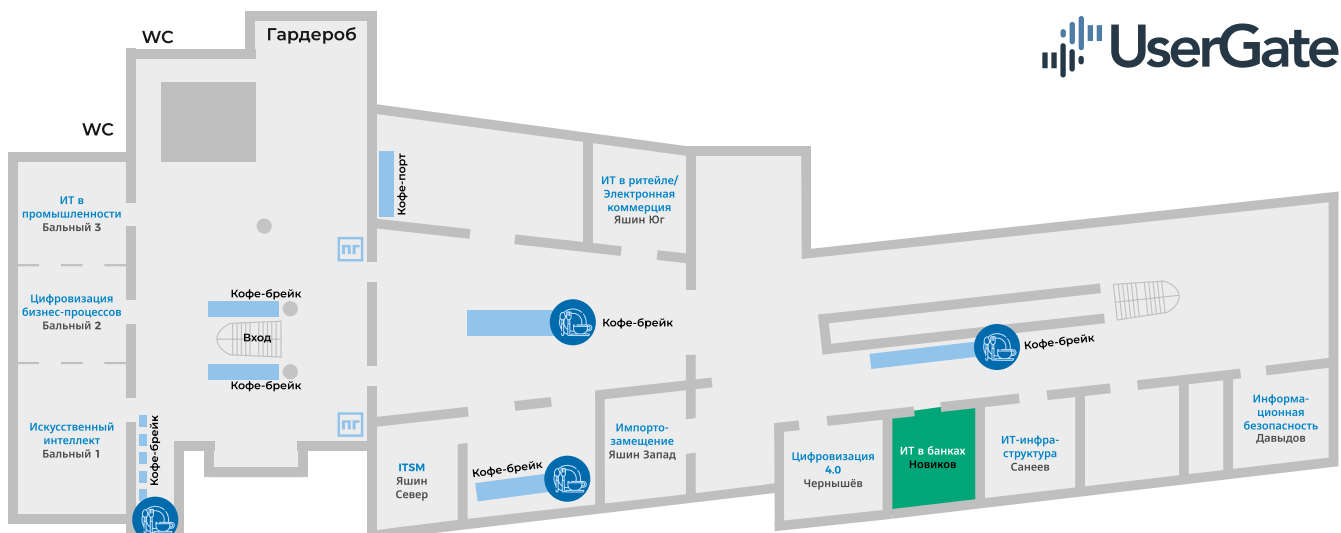 WC
Гардероб
UserGate
WC
Кофе-порт
ИТ в
промышленности
Бальный 3
ИТ в ритейле/
Электронная
коммерция
Яшин Юг
ПГ
Кофе-брейк
Цифровизация
бизнес-процессов
Бальный 2
Вход
Кофе-брейк
Кофе-брейк
Кофе-брейк
Искусственный
интеллект
Бальный 1
Кофе-брейк
ПГ
ITSM
Яшин
Север
Кофе-брейк
Импорто-
замещение
Яшин Запад
Цифровизация
4.0
Чернышёв
ИТ в банках
Новиков
ИТ-инфра-
структура
Санеев
Информа-
ционная
безопасность
Давыдов